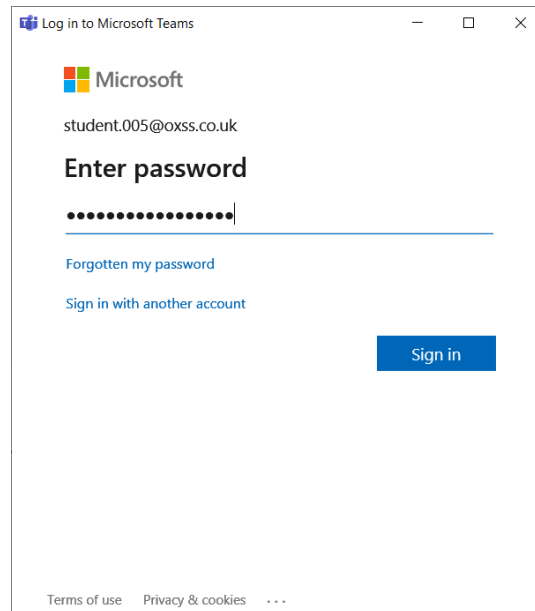 Log in to Microsoft Teams
Microsoft
student.005@oxss.co.uk
Enter password
•••••••••••••••••
Forgotten my password
Sign in with another account
Sign in
Terms of use Privacy & cookies ...